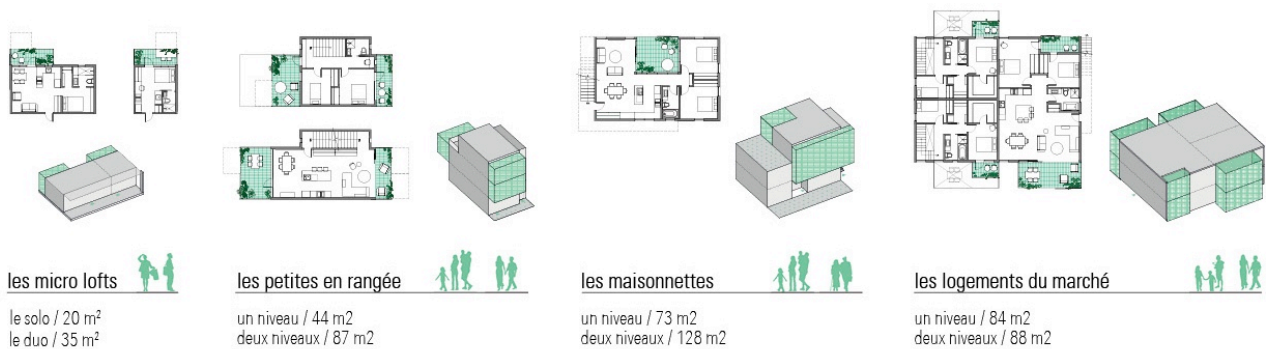 les micro lofts
le solo / 20 m²
le duo / 35 m²
les petites en rangée
un niveau / 44 m2
deux niveaux / 87 m2
les maisonnettes
un niveau / 73 m2
deux niveaux / 128 m2
les logements du marché
un niveau / 84 m2
deux niveaux / 88 m2